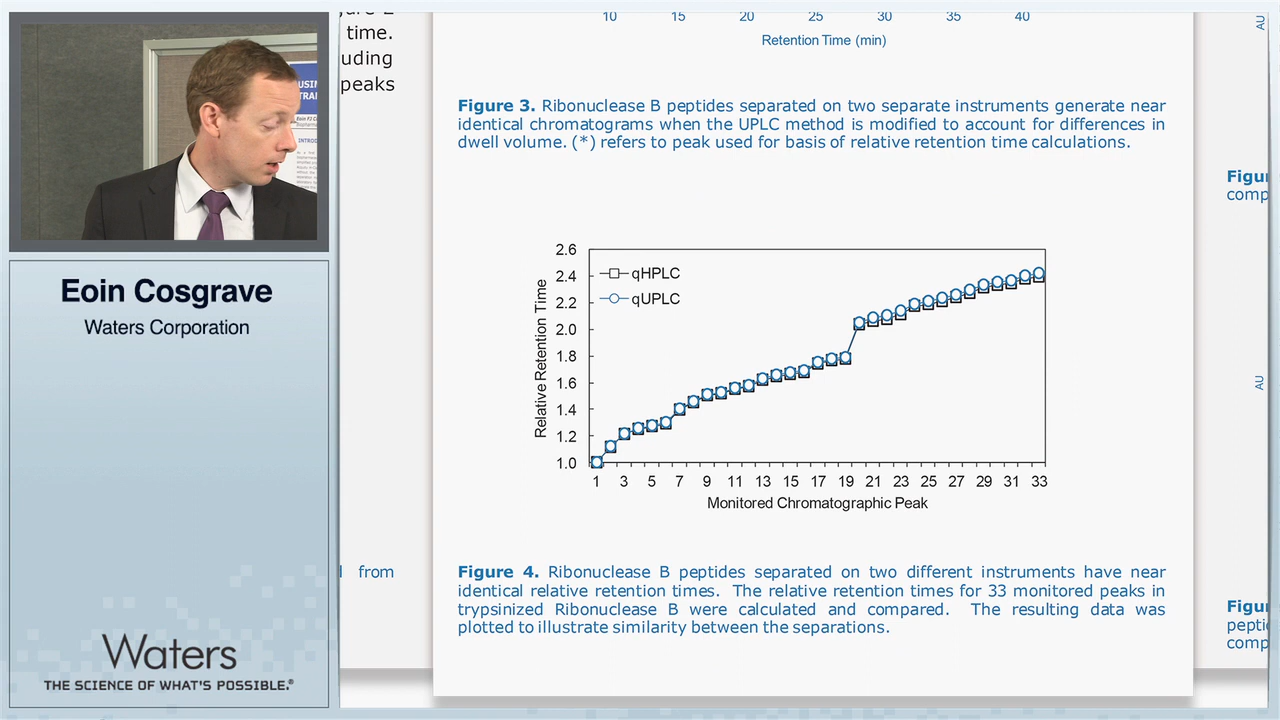 time.
uding
peaks
from
10 15 20 25 30 35 40
Retention Time (min)
Figure 3. Ribonuclease B peptides separated on two separate instruments generate near
identical chromatograms when the UPLC method is modified to account for differences in
dwell volume. (*) refers to peak used for basis of relative retention time calculations.
2.6
2.4
2.2
2.0
1.8
1.6
1.4
1.2
1.0
qHPLC
qUPLC
Relative Retention Time
1 3 5 7 9 11 13 15 17 19 21 23 25 27 29 31 33
Monitored Chromatographic Peak
Figure 4. Ribonuclease B peptides separated on two different instruments have near
identical relative retention times. The relative retention times for 33 monitored peaks in
trypsinized Ribonuclease B were calculated and compared. The resulting data was
plotted to illustrate similarity between the separations.
AU
Figu
comp
AU
Figu
peptic
comp
Eoin Cosgrave
Waters Corporation
Waters
THE SCIENCE OF WHAT'S POSSIBLE.®